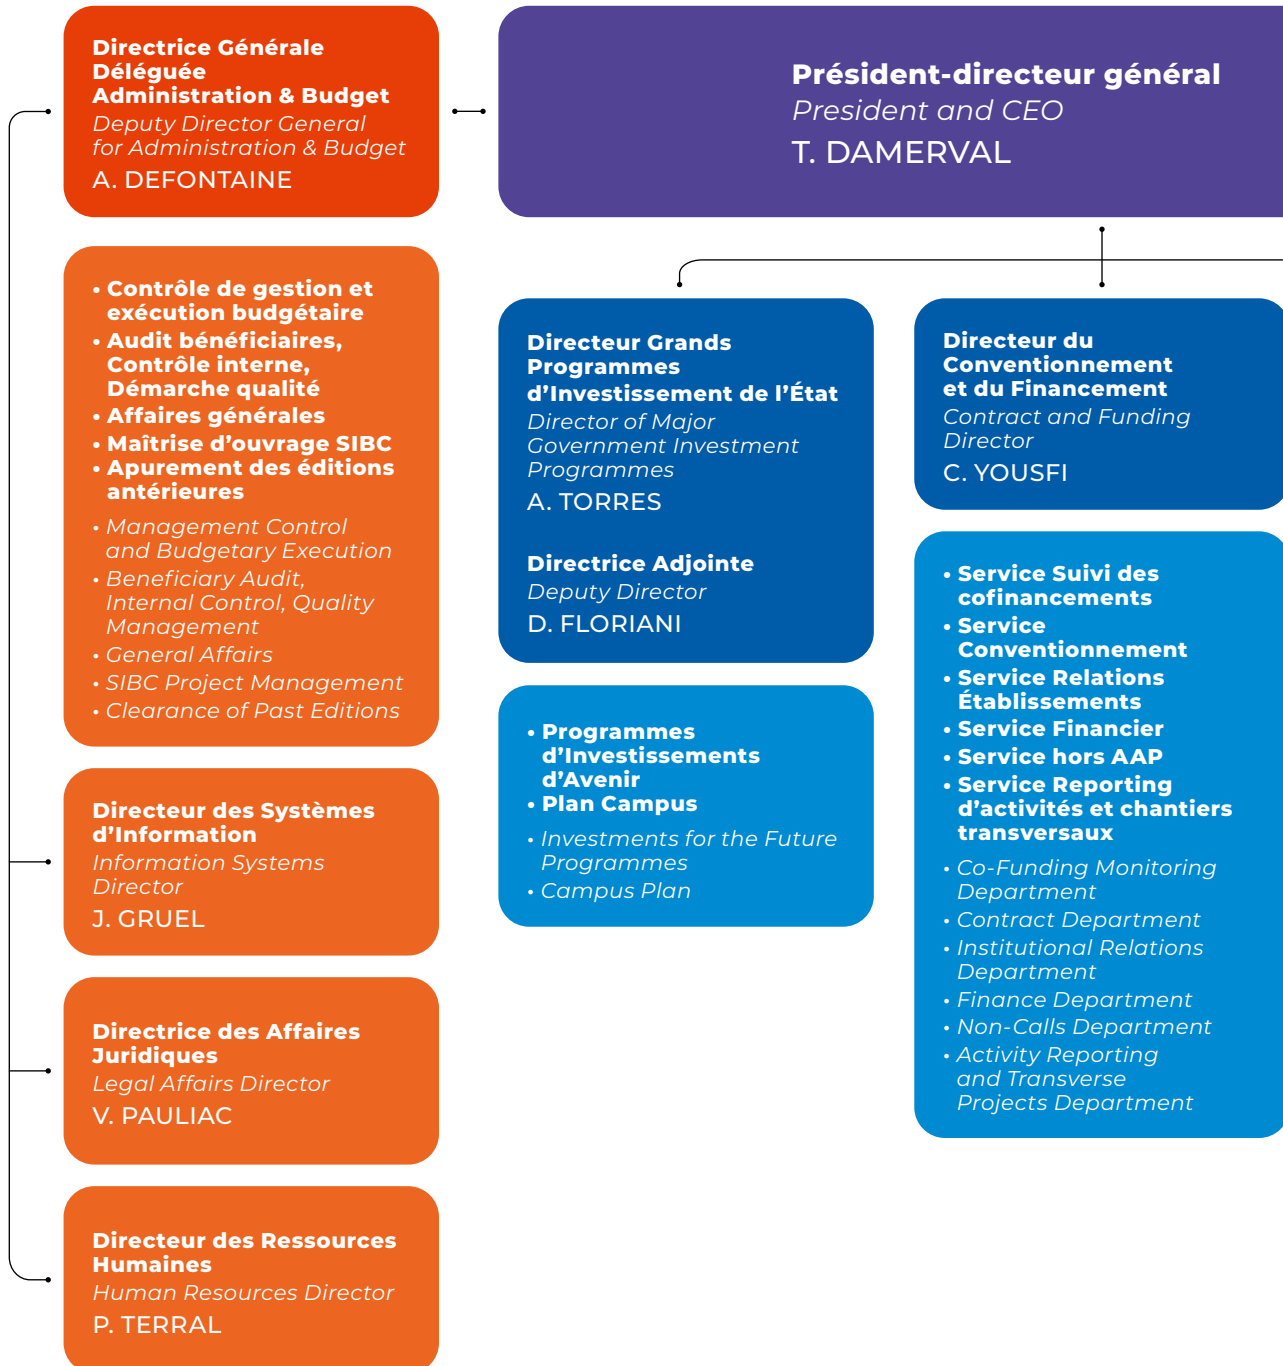 Directrice Générale
Déléguée
Administration & Budget
Deputy Director General
for Administration & Budget
A. DEFONTAINE
Président-directeur général
President and CEO
T. DAMERVAL
• Contrôle de gestion et
exécution budgétaire
• Audit bénéficiaires,
Contrôle interne,
Démarche qualité
• Affaires générales
• Maîtrise d’ouvrage SIBC
• Apurement des éditions
antérieures
• Management Control
and Budgetary Execution
• Beneficiary Audit,
Internal Control, Quality
Management
• General Affairs
• SIBC Project Management
• Clearance of Past Editions
Directeur des Systèmes
d’Information
Information Systems
Director
J. GRUEL
Directrice des Affaires
Juridiques
Legal Affairs Director
V. PAULIAC
Directeur des Ressources
Humaines
Human Resources Director
P. TERRAL
Directeur Grands
Programmes
d’Investissement de l’État
Director of Major
Government Investment
Programmes
A. TORRES
Directrice Adjointe
Deputy Director
D. FLORIANI
• Programmes
d’Investissements
d’Avenir
• Plan Campus
• Investments for the Future
Programmes
• Campus Plan
Directeur du
Conventionnement
et du Financement
Contract and Funding
Director
C. YOUSFI
• Service Suivi des
cofinancements
• Service
Conventionnement
• Service Relations
Établissements
• Service Financier
• Service hors AAP
• Service Reporting
d’activités et chantiers
transversaux
• Co-Funding Monitoring
Department
• Contract Department
• Institutional Relations
Department
• Finance Department
• Non-Calls Department
• Activity Reporting
and Transverse
Projects Department